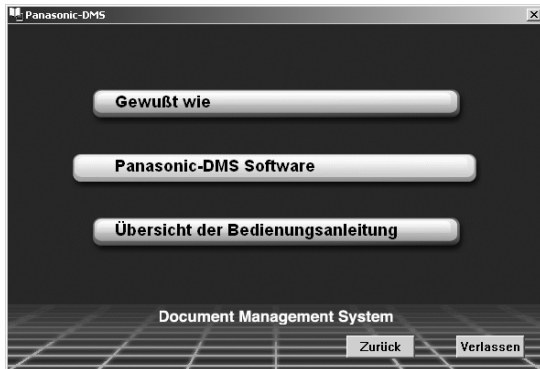 Panasonic-DMS
Gewußt wie
Panasonic-DMS Software
Übersicht der Bedienungsanleitung
Document Management System
Zurück
Verlassen